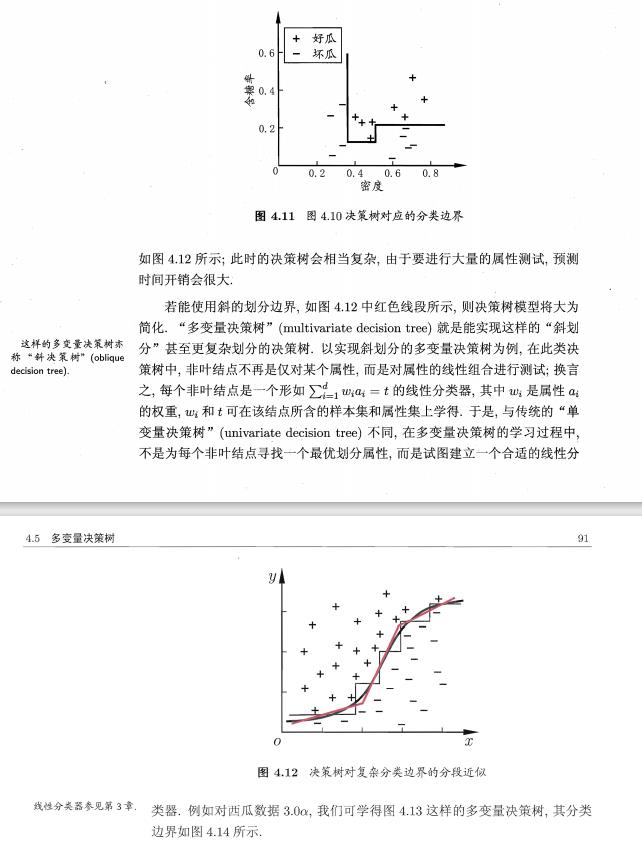 + 好瓜
− 坏瓜
含糖率
0.6
0.4
0.2
0
0.2
0.4
0.6
0.8
密度
图 4.11 图 4.10 决策树对应的分类边界
如图 4.12 所示; 此时的决策树会相当复杂, 由于要进行大量的属性测试, 预测
时间开销会很大.
若能使用斜的划分边界, 如图 4.12 中红色线段所示, 则决策树模型将大为
简化. “多变量决策树” (multivariate decision tree) 就是能实现这样的 “斜划
分” 甚至更复杂划分的决策树. 以实现斜划分的多变量决策树为例, 在此类决
策树中, 非叶结点不再是仅对某个属性, 而是对属性的线性组合进行测试; 换言
之, 每个非叶结点是一个形如 ∑ᵈᵢ₌₁ wᵢaᵢ = t 的线性分类器, 其中 wᵢ 是属性 aᵢ
的权重, wᵢ 和 t 可在该结点所含的样本集和属性集上学得. 于是, 与传统的 “单
变量决策树” (univariate decision tree) 不同, 在多变量决策树的学习过程中,
不是为每个非叶结点寻找一个最优划分属性, 而是试图建立一个合适的线性分
这样的多变量决策树亦
称 “斜决策树” (oblique
decision tree).
4.5 多变量决策树
91
y
O
x
图 4.12 决策树对复杂分类边界的分段近似
线性分类器参见第 3 章.
类器. 例如对西瓜数据 3.0α, 我们可学得图 4.13 这样的多变量决策树, 其分类
边界如图 4.14 所示.